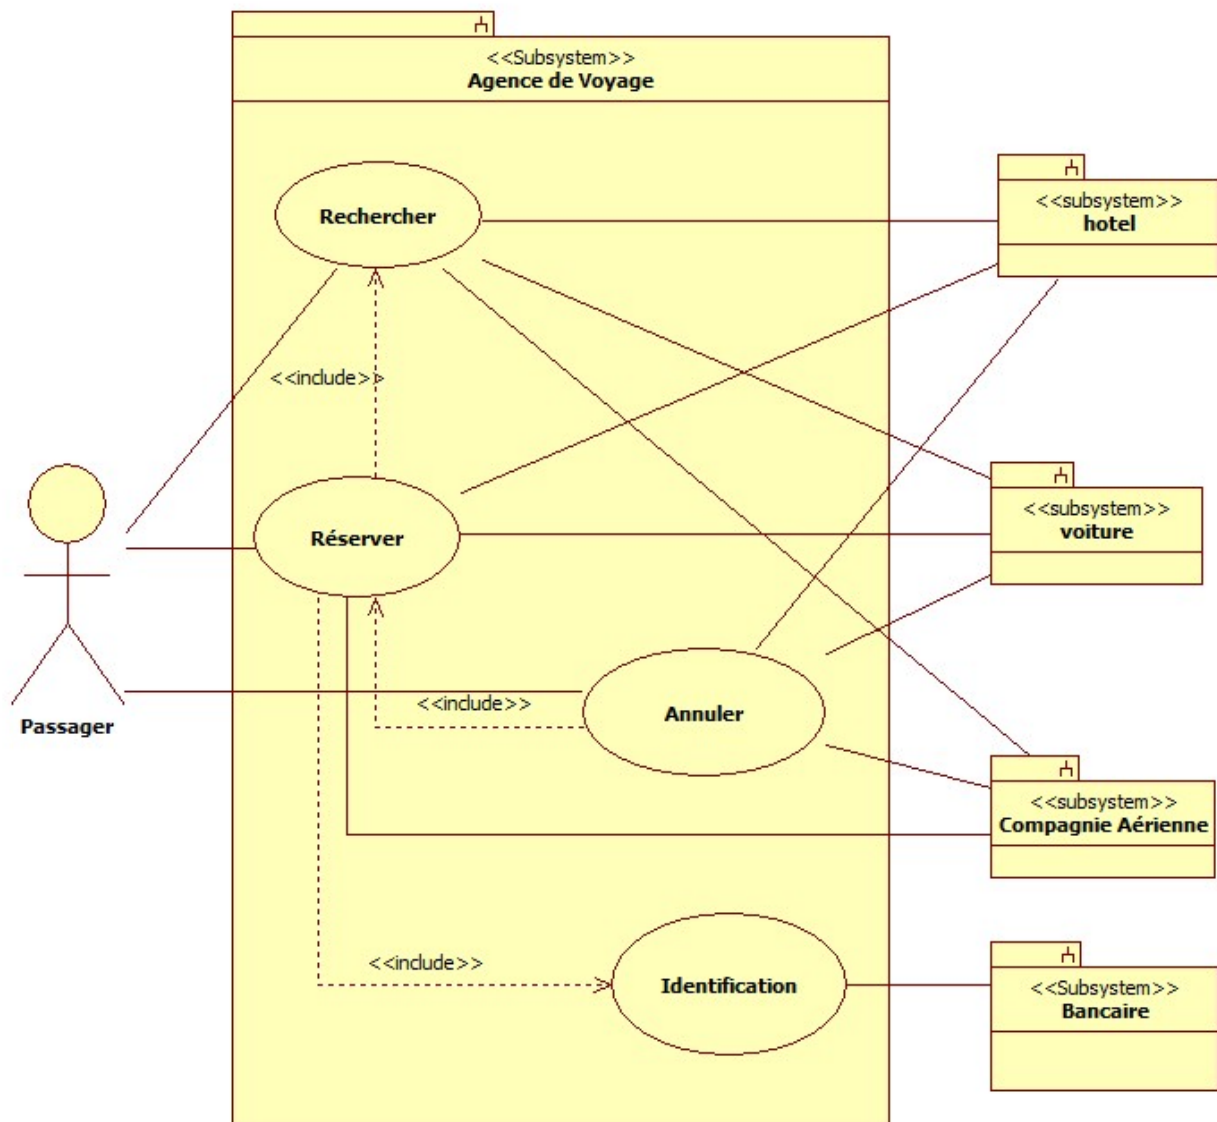 <<Subsystem>>
Agence de Voyage
Rechercher
<<subsystem>>
hotel
<<include>>
Réserver
<<subsystem>>
voiture
Passager
<<include>>
Annuler
<<subsystem>>
Compagnie Aérienne
<<include>>
Identification
<<Subsystem>>
Bancaire